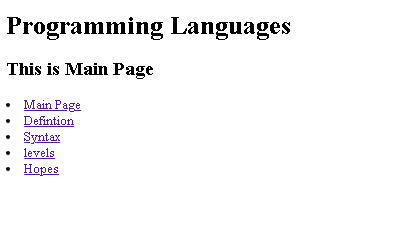 Programming Languages
This is Main Page
Main Page
Defintion
Syntax
levels
Hopes